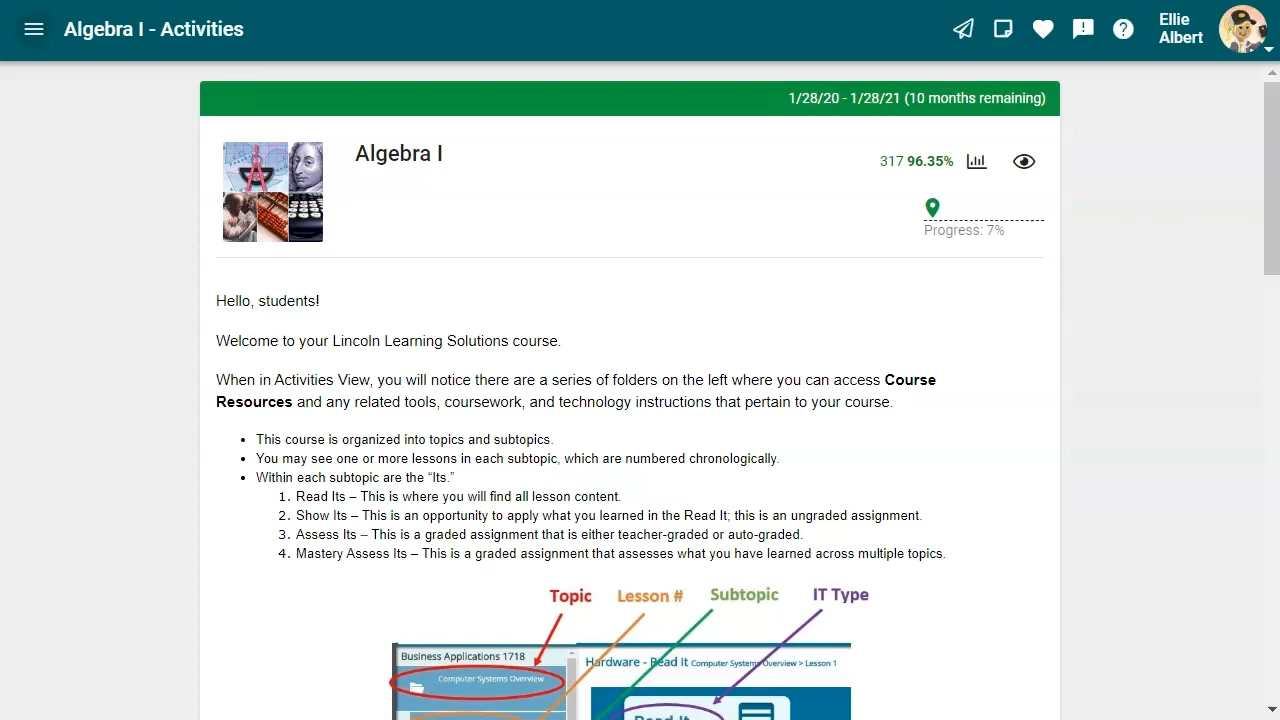 Algebra I - Activities
Ellie
Albert
1/28/20 - 1/28/21 (10 months remaining)
Algebra I
317 96.35%
Progress: 7%
Hello, students!
Welcome to your Lincoln Learning Solutions course.
When in Activities View, you will notice there are a series of folders on the left where you can access Course
Resources and any related tools, coursework, and technology instructions that pertain to your course.
• This course is organized into topics and subtopics.
• You may see one or more lessons in each subtopic, which are numbered chronologically.
• Within each subtopic are the “Its.”
1. Read Its – This is where you will find all lesson content.
2. Show Its – This is an opportunity to apply what you learned in the Read It; this is an ungraded assignment.
3. Assess Its – This is a graded assignment that is either teacher-graded or auto-graded.
4. Mastery Assess Its – This is a graded assignment that assesses what you have learned across multiple topics.
Topic Lesson # Subtopic IT Type
Business Applications 1718
Hardware - Read It Computer Systems Overview > Lesson 1
Computer Systems Overview
Read It